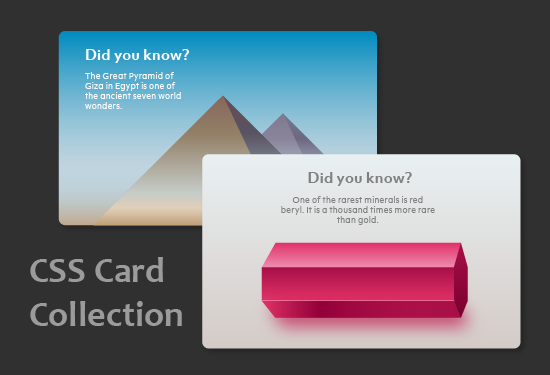 Did you know?
The Great Pyramid of
Giza in Egypt is one of
the ancient seven world
wonders.
Did you know?
One of the rarest minerals is red
beryl. It is a thousand times more rare
than gold.
CSS Card
Collection